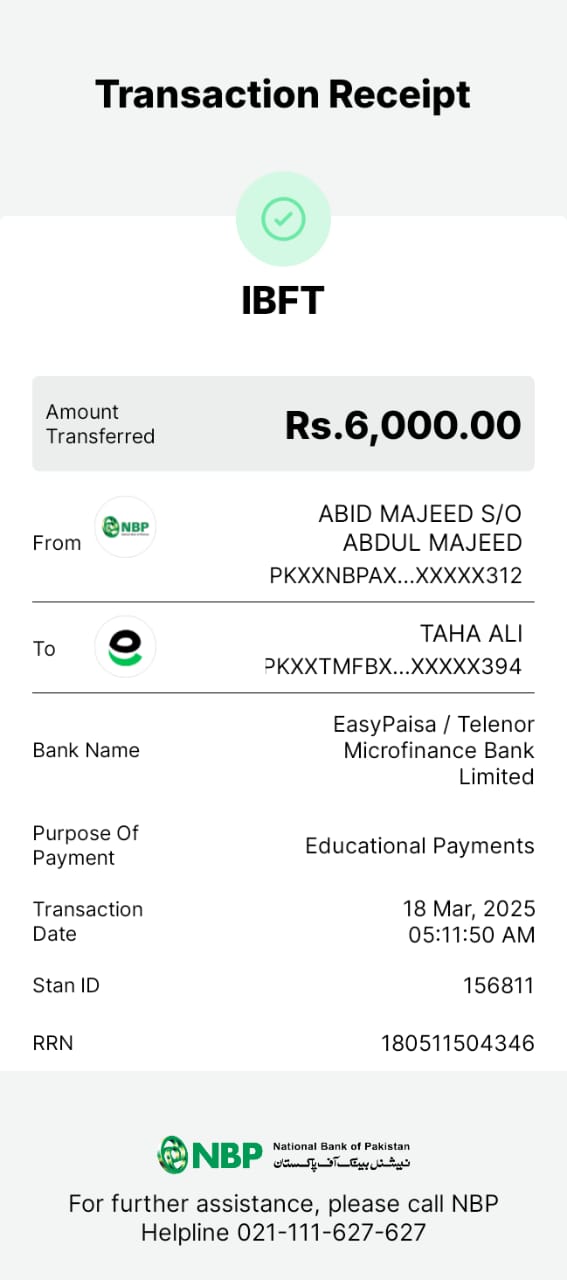 Transaction Receipt
IBFT
Amount
Transferred
Rs.6,000.00
From
NBP
ABID MAJEED S/O
ABDUL MAJEED
PKXXNBPAX...XXXXX312
To
TAHA ALI
PKXXTMFBX...XXXXX394
Bank Name
EasyPaisa / Telenor
Microfinance Bank
Limited
Purpose Of
Payment
Educational Payments
Transaction
Date
18 Mar, 2025
05:11:50 AM
Stan ID
156811
RRN
180511504346
NBP
National Bank of Pakistan
نیشنل بینک آف پاکستان
For further assistance, please call NBP
Helpline 021-111-627-627